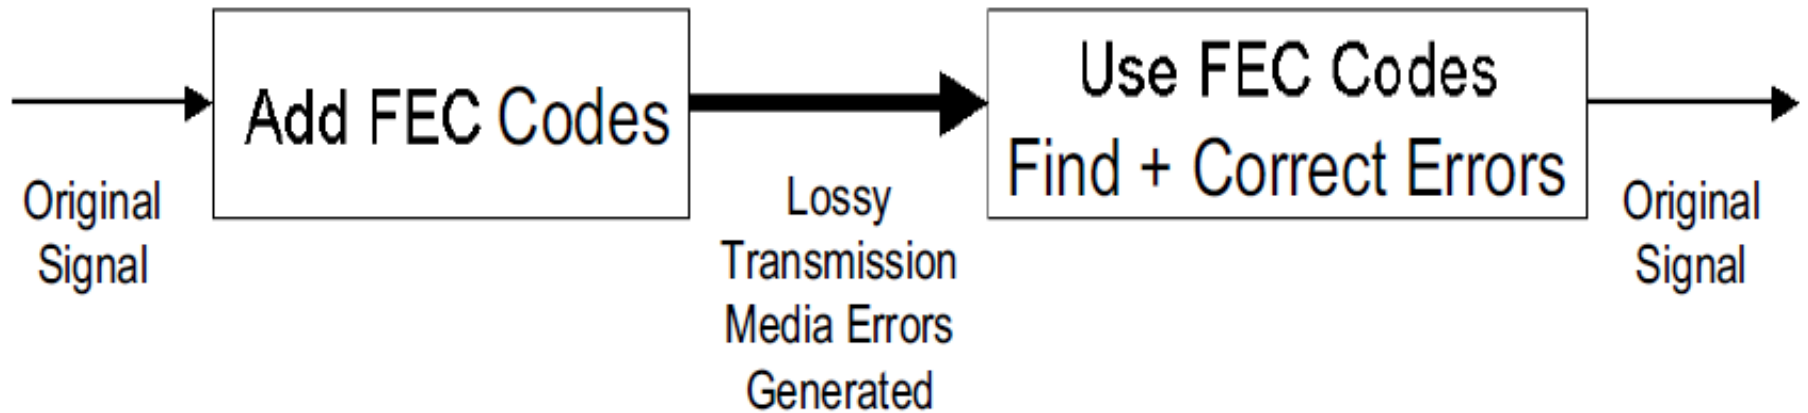 Original
Signal
Add FEC Codes
Lossy
Transmission
Media Errors
Generated
Use FEC Codes
Find + Correct Errors
Original
Signal